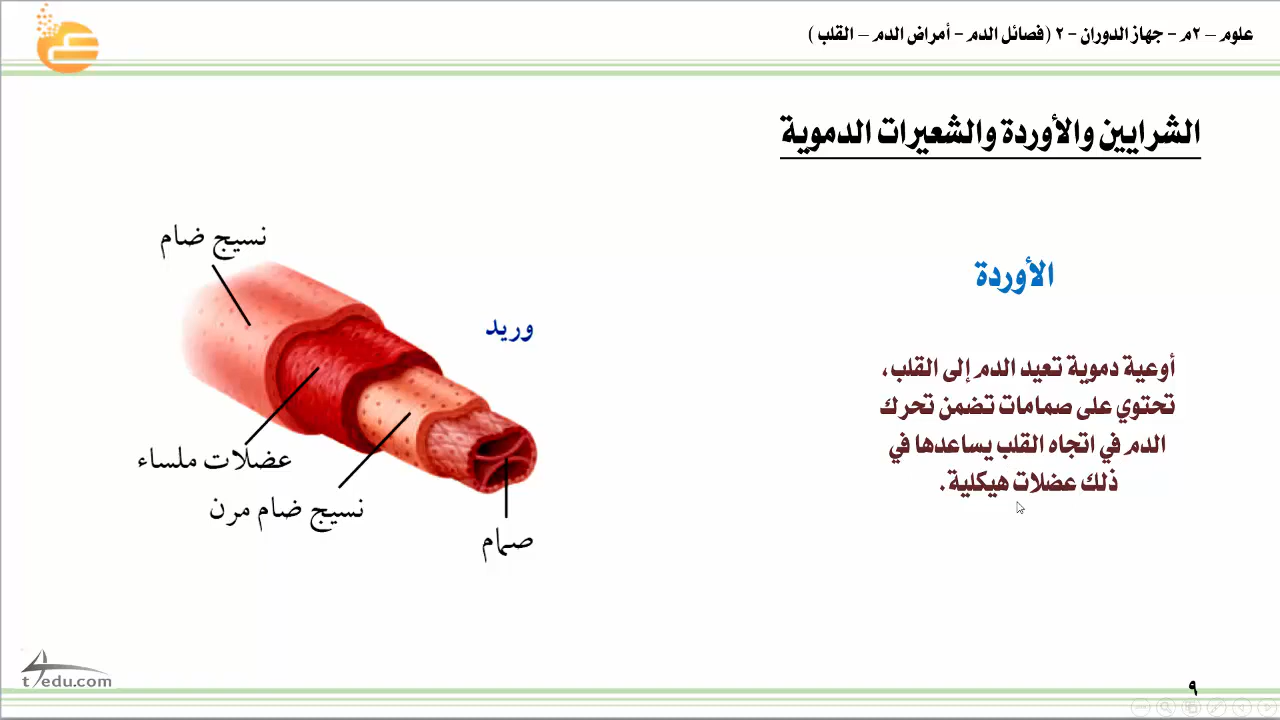 علوم – ٢م – جهاز الدوران - ٢ (فصائل الدم – أمراض الدم – القلب )
الشرايين والأوردة والشعيرات الدموية
الأوردة
أوعية دموية تعيد الدم إلى القلب،
تحتوي على صمامات تضمن تحرك
الدم في اتجاه القلب يساعدها في
ذلك عضلات هيكلية.
نسيج ضام
وريد
عضلات ملساء
نسيج ضام مرن
صمام
t4edu.com
٩